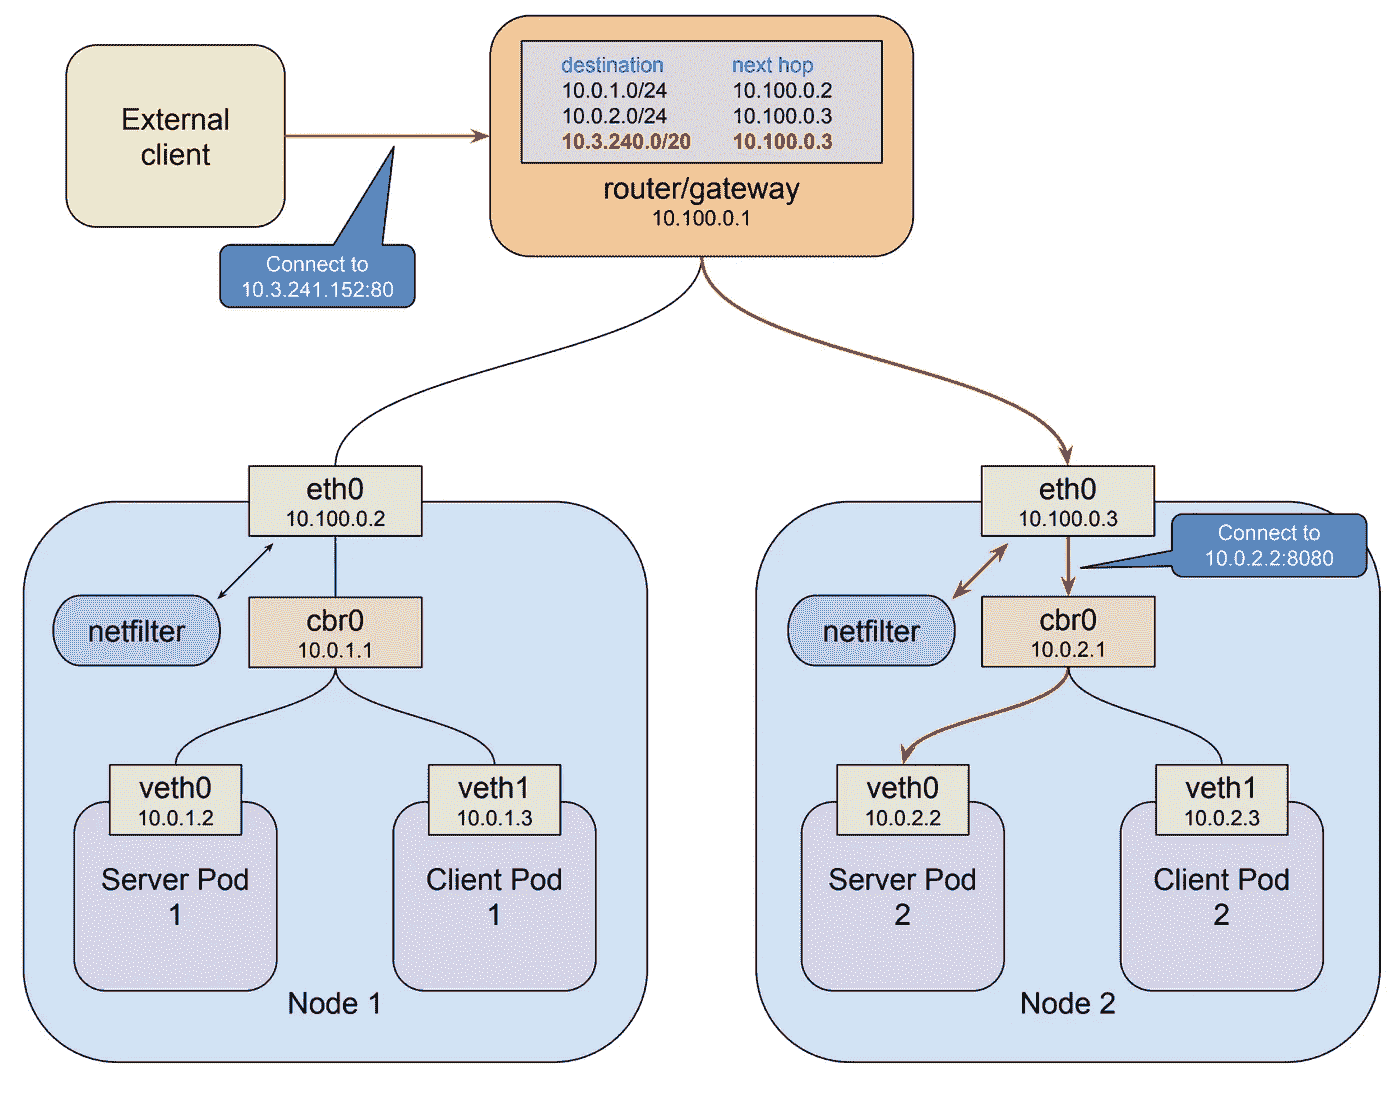 External
client
destination next hop
10.0.1.0/24 10.100.0.2
10.0.2.0/24 10.100.0.3
10.3.240.0/20 10.100.0.3
router/gateway
10.100.0.1
Connect to
10.3.241.152:80
eth0
10.100.0.2
netfilter
cbr0
10.0.1.1
veth0
10.0.1.2
Server Pod
1
veth1
10.0.1.3
Client Pod
1
Node 1
eth0
10.100.0.3
Connect to
10.0.2.2:8080
netfilter
cbr0
10.0.2.1
veth0
10.0.2.2
Server Pod
2
veth1
10.0.2.3
Client Pod
2
Node 2